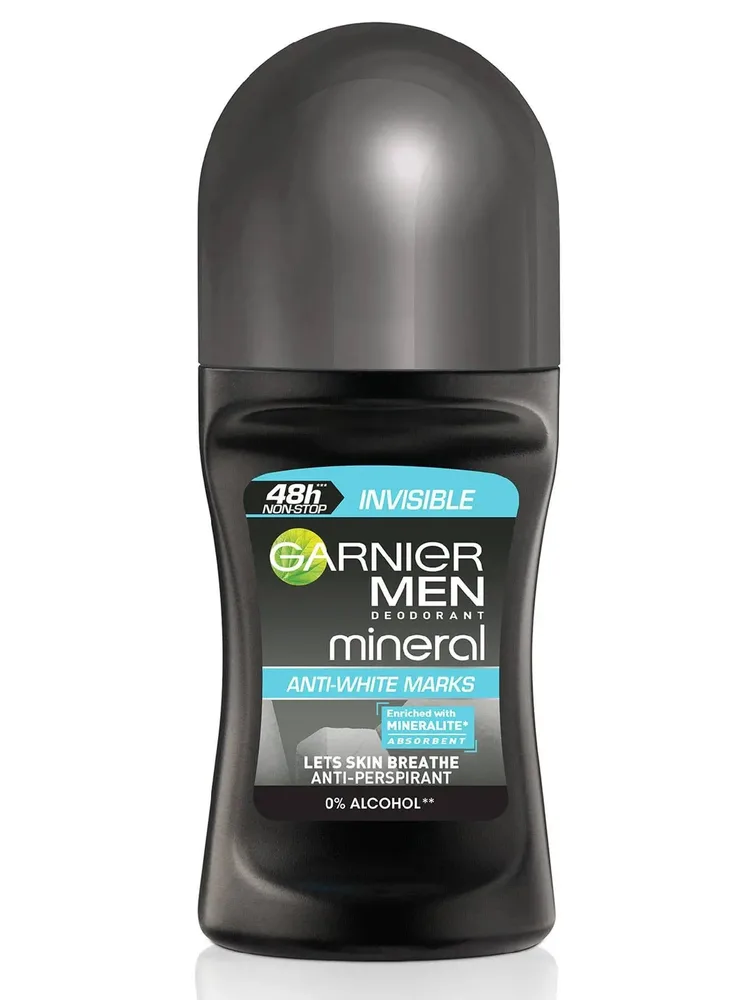 48h***
NON-STOP
INVISIBLE
GARNIER
MEN
DEODORANT
mineral
ANTI-WHITE MARKS
Enriched with
MINERALITE*
ABSORBENT
LETS SKIN BREATHE
ANTI-PERSPIRANT
0% ALCOHOL**